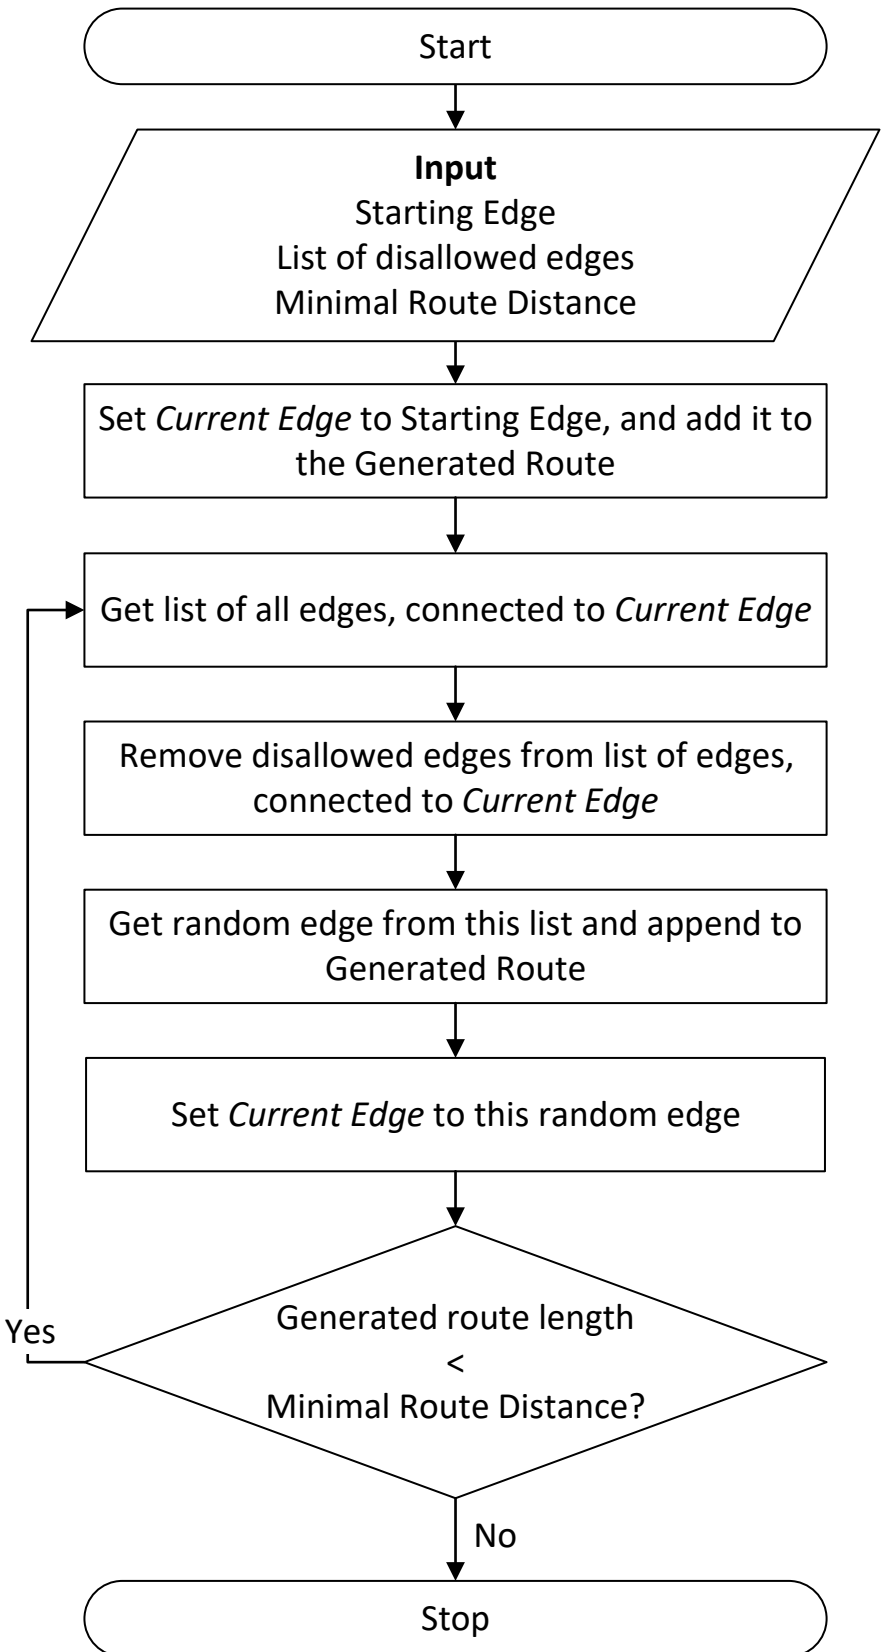 Start
Input
Starting Edge
List of disallowed edges
Minimal Route Distance
Set Current Edge to Starting Edge, and add it to
the Generated Route
Get list of all edges, connected to Current Edge
Remove disallowed edges from list of edges,
connected to Current Edge
Get random edge from this list and append to
Generated Route
Set Current Edge to this random edge
Generated route length
<
Minimal Route Distance?
Yes
No
Stop